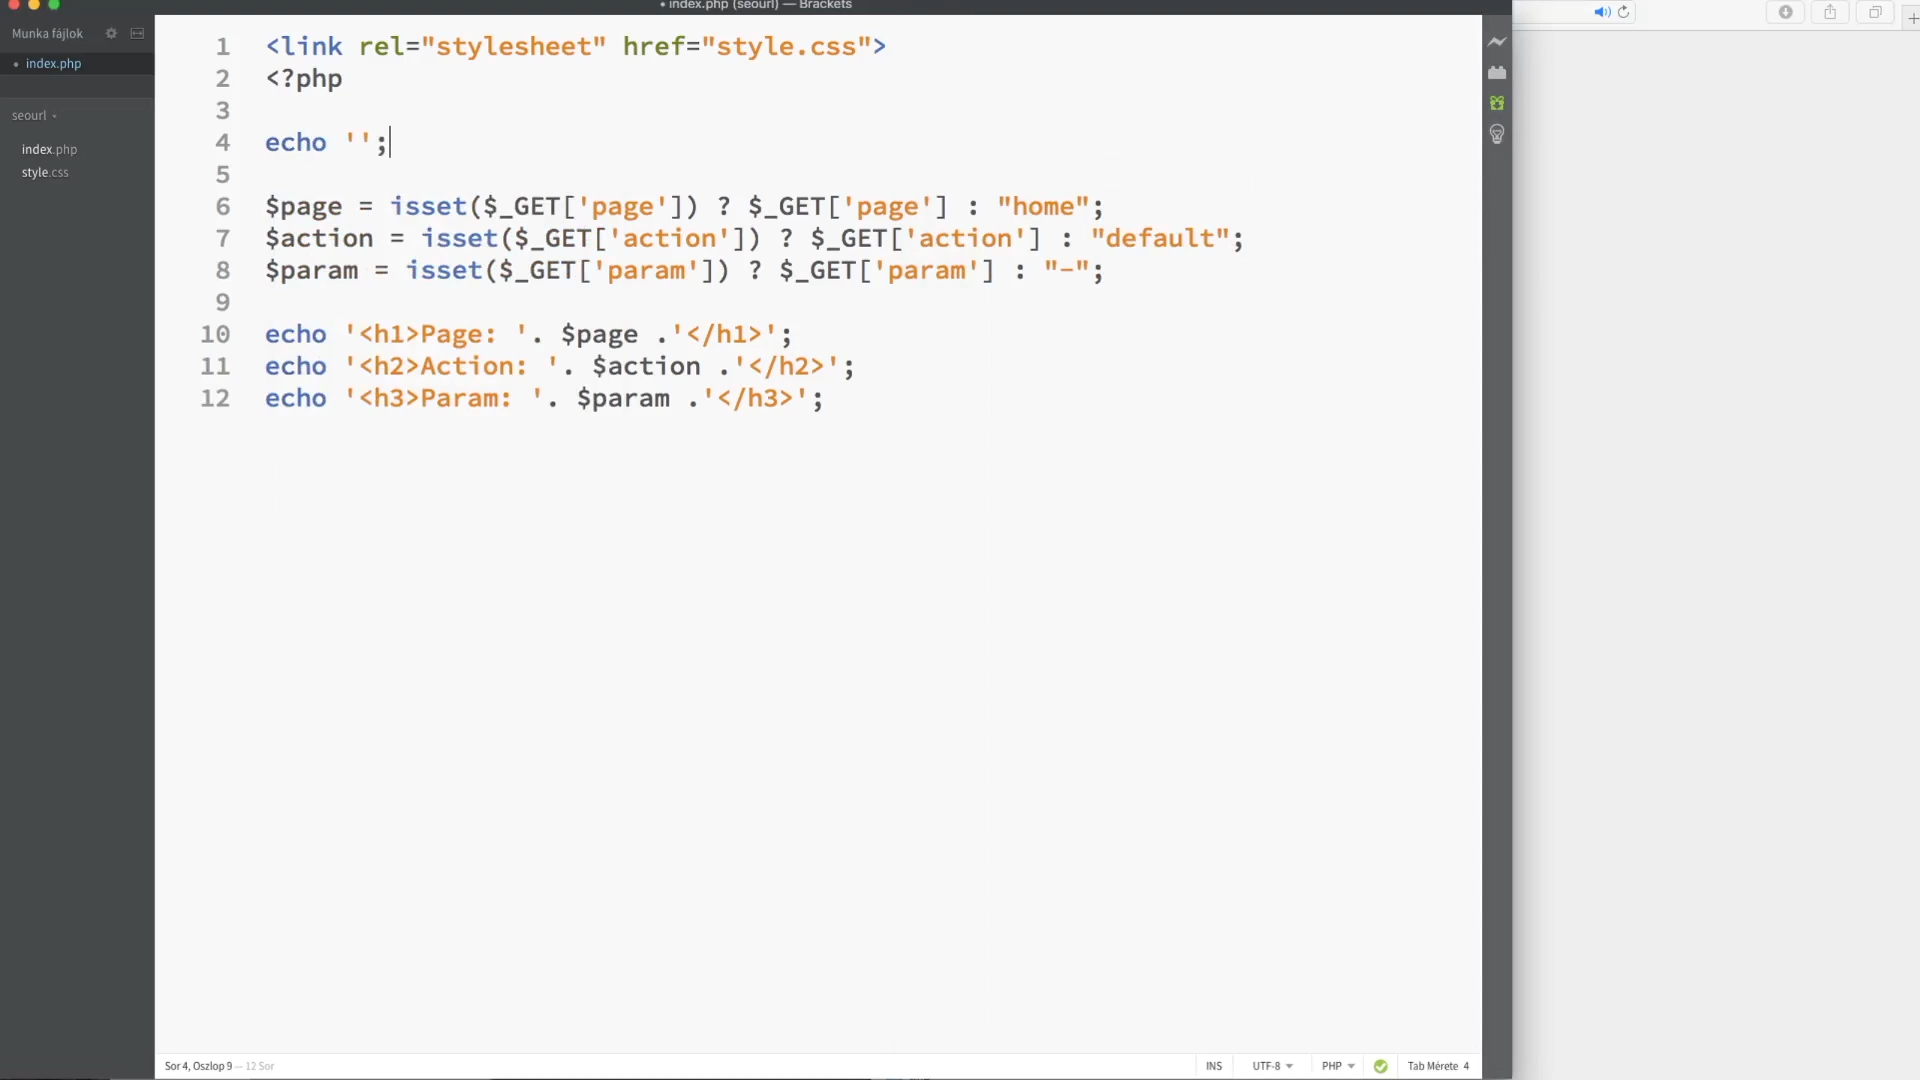 • index.php (seourl) — Brackets
Munka fájlok
• index.php
seourl
index.php
style.css
1 <link rel="stylesheet" href="style.css">
2 <?php
3
4 echo '';
5
6 $page = isset($_GET['page']) ? $_GET['page'] : "home";
7 $action = isset($_GET['action']) ? $_GET['action'] : "default";
8 $param = isset($_GET['param']) ? $_GET['param'] : "-";
9
10 echo '<h1>Page: '. $page .'</h1>';
11 echo '<h2>Action: '. $action .'</h2>';
12 echo '<h3>Param: '. $param .'</h3>';
Sor 4, Oszlop 9 — 12 Sor
INS
UTF-8
PHP
Tab Mérete 4